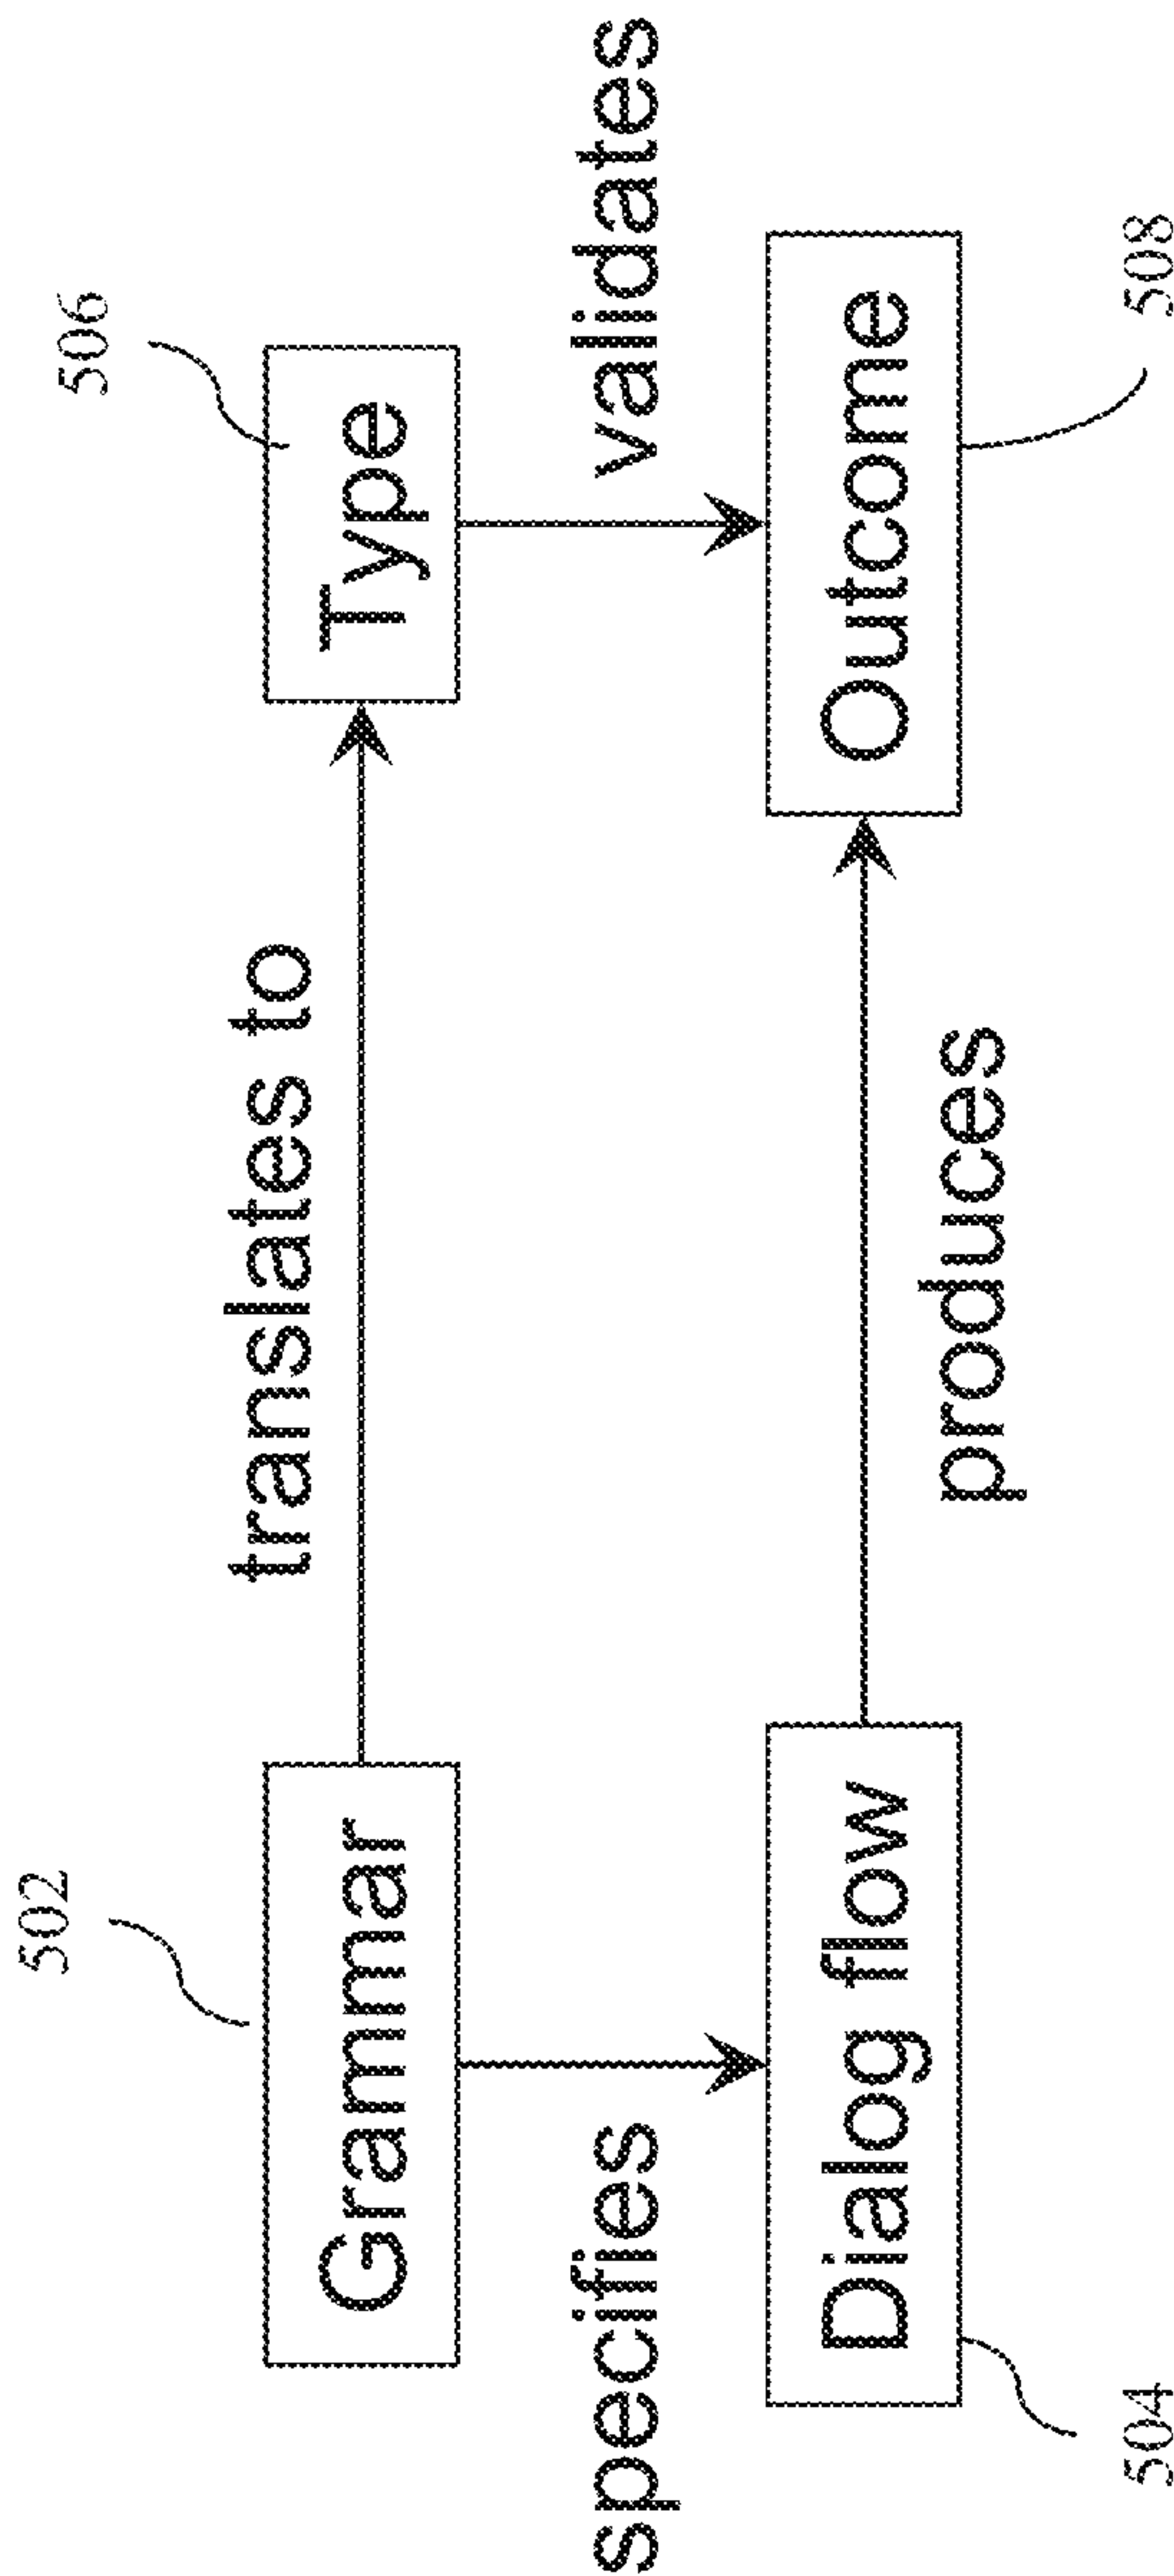 502
506
translates to
Grammar
Type
specifies
validates
Dialog flow
Outcome
produces
504
508